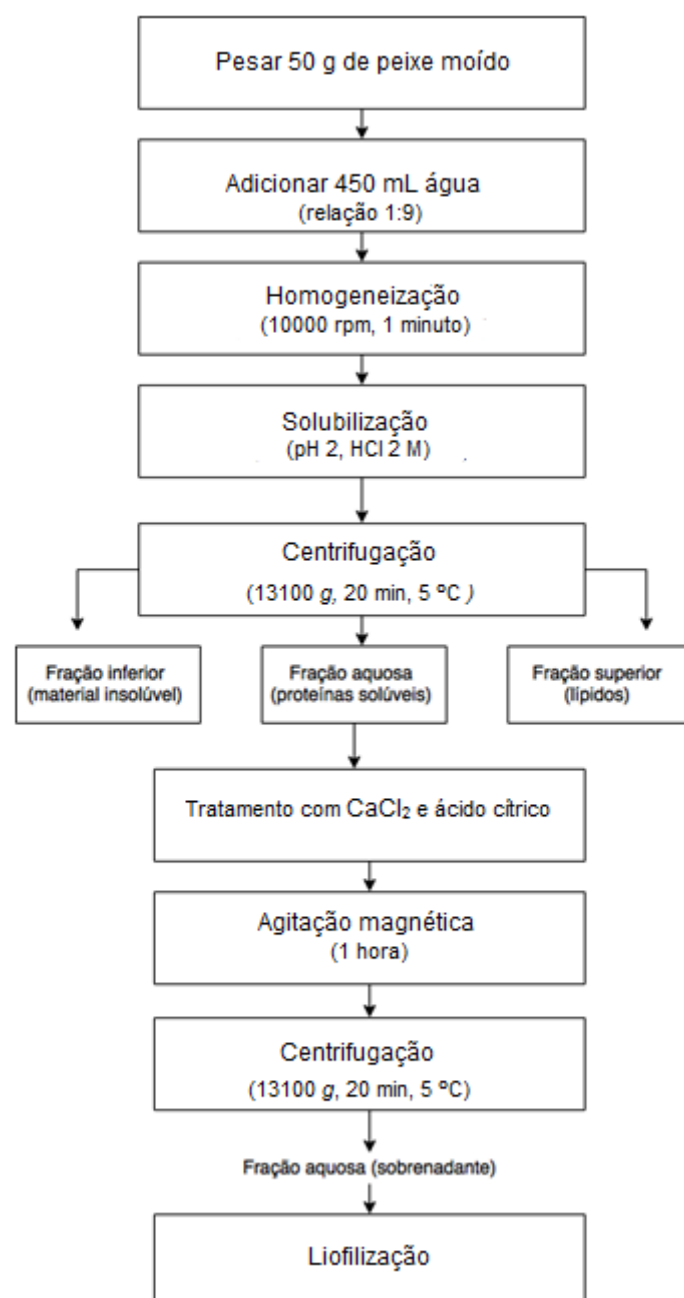 Pesar 50 g de peixe moído
Adicionar 450 mL água
(relação 1:9)
Homogeneização
(10000 rpm, 1 minuto)
Solubilização
(pH 2, HCl 2 M)
Centrifugação
(13100 g, 20 min, 5 ºC )
Fração inferior
(material insolúvel)
Fração aquosa
(proteínas solúveis)
Fração superior
(lípidos)
Tratamento com CaCl₂ e ácido cítrico
Agitação magnética
(1 hora)
Centrifugação
(13100 g, 20 min, 5 ºC)
Fração aquosa (sobrenadante)
Liofilização